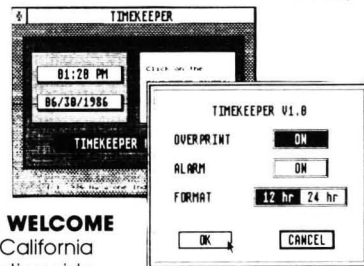 TIMEKEEPER
01:20 PM
06/30/1986
Click on the
TIMEKEEPER
TIMEKEEPER V1.0
OVERPRINT ON
ALARM ON
FORMAT 12 hr 24 hr
OK CANCEL
WELCOME
California